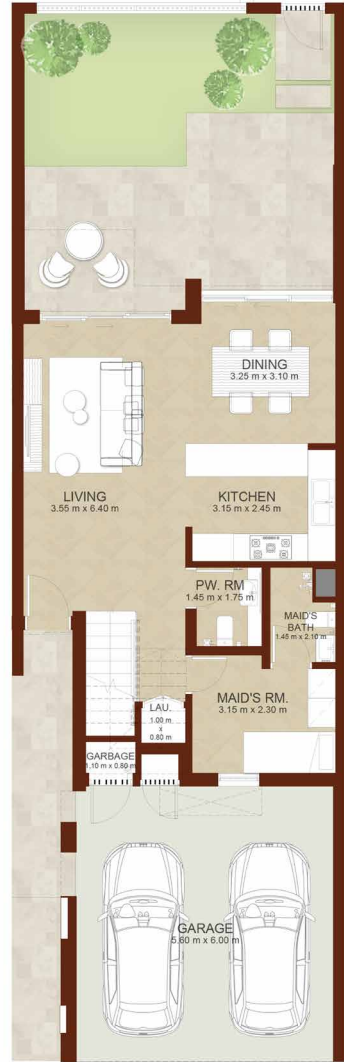 DINING
3.25 m x 3.10 m
LIVING
3.55 m x 6.40 m
KITCHEN
3.15 m x 2.45 m
PW. RM
1.45 m x 1.75 m
MAID'S
BATH
1.45 m x 2.10 m
MAID'S RM.
3.15 m x 2.30 m
LAU.
1.00 m
x
0.80 m
GARBAGE
1.10 m x 0.80 m
GARAGE
5.60 m x 6.00 m